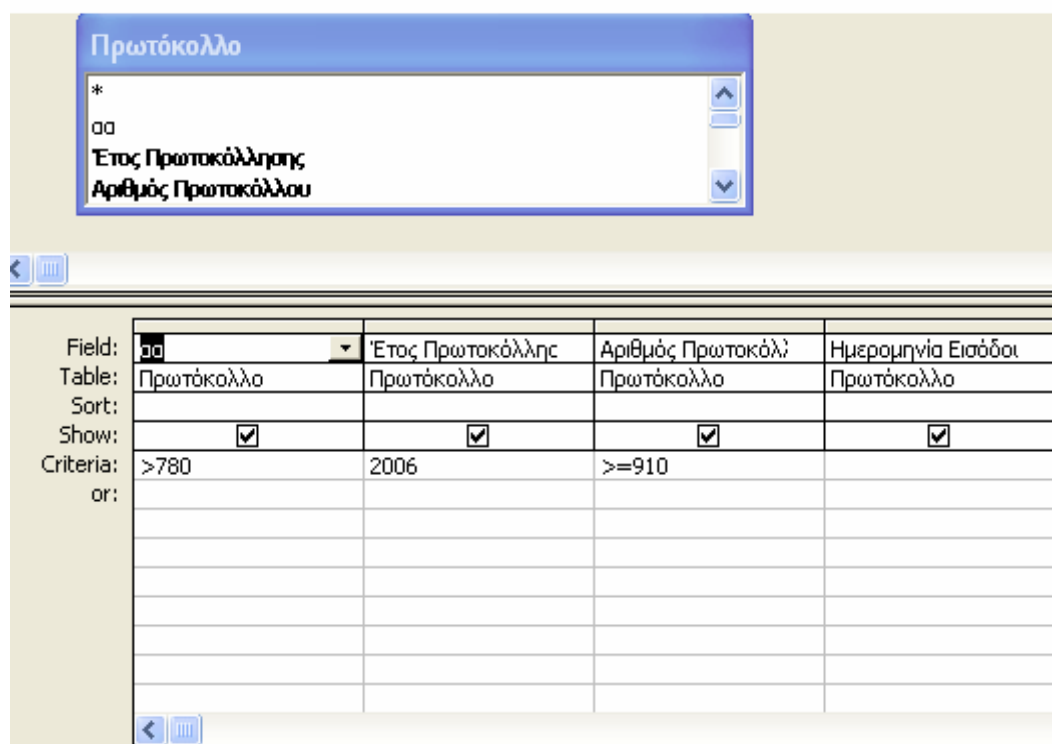 Πρωτόκολλο
*
αα
Έτος Πρωτοκόλλησης
Αριθμός Πρωτοκόλλου
Field: αα Έτος Πρωτοκόλλης Αριθμός Πρωτοκόλλ Ημερομηνία Εισόδοι
Table: Πρωτόκολλο Πρωτόκολλο Πρωτόκολλο Πρωτόκολλο
Sort:
Show:
Criteria: >780 2006 >=910
or: